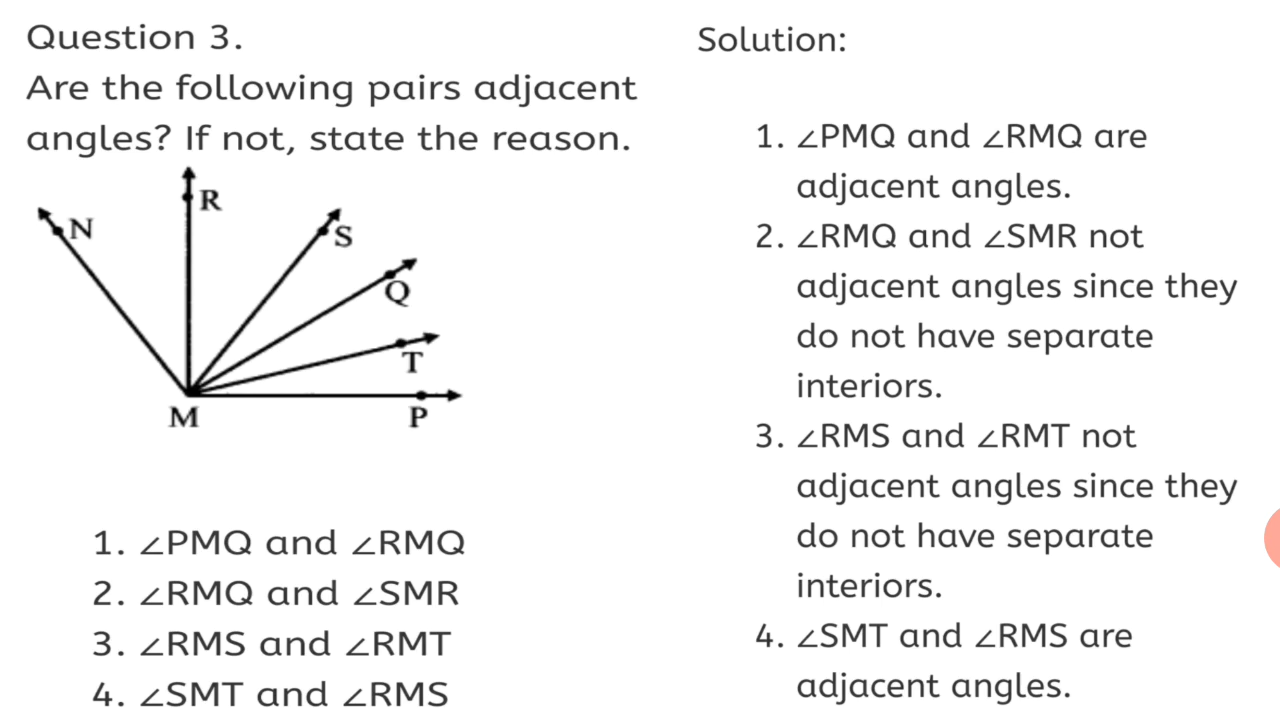 Question 3.
Are the following pairs adjacent
angles? If not, state the reason.
R
N
S
Q
T
M
P
1. ∠PMQ and ∠RMQ
2. ∠RMQ and ∠SMR
3. ∠RMS and ∠RMT
4. ∠SMT and ∠RMS
Solution:
1. ∠PMQ and ∠RMQ are
adjacent angles.
2. ∠RMQ and ∠SMR not
adjacent angles since they
do not have separate
interiors.
3. ∠RMS and ∠RMT not
adjacent angles since they
do not have separate
interiors.
4. ∠SMT and ∠RMS are
adjacent angles.